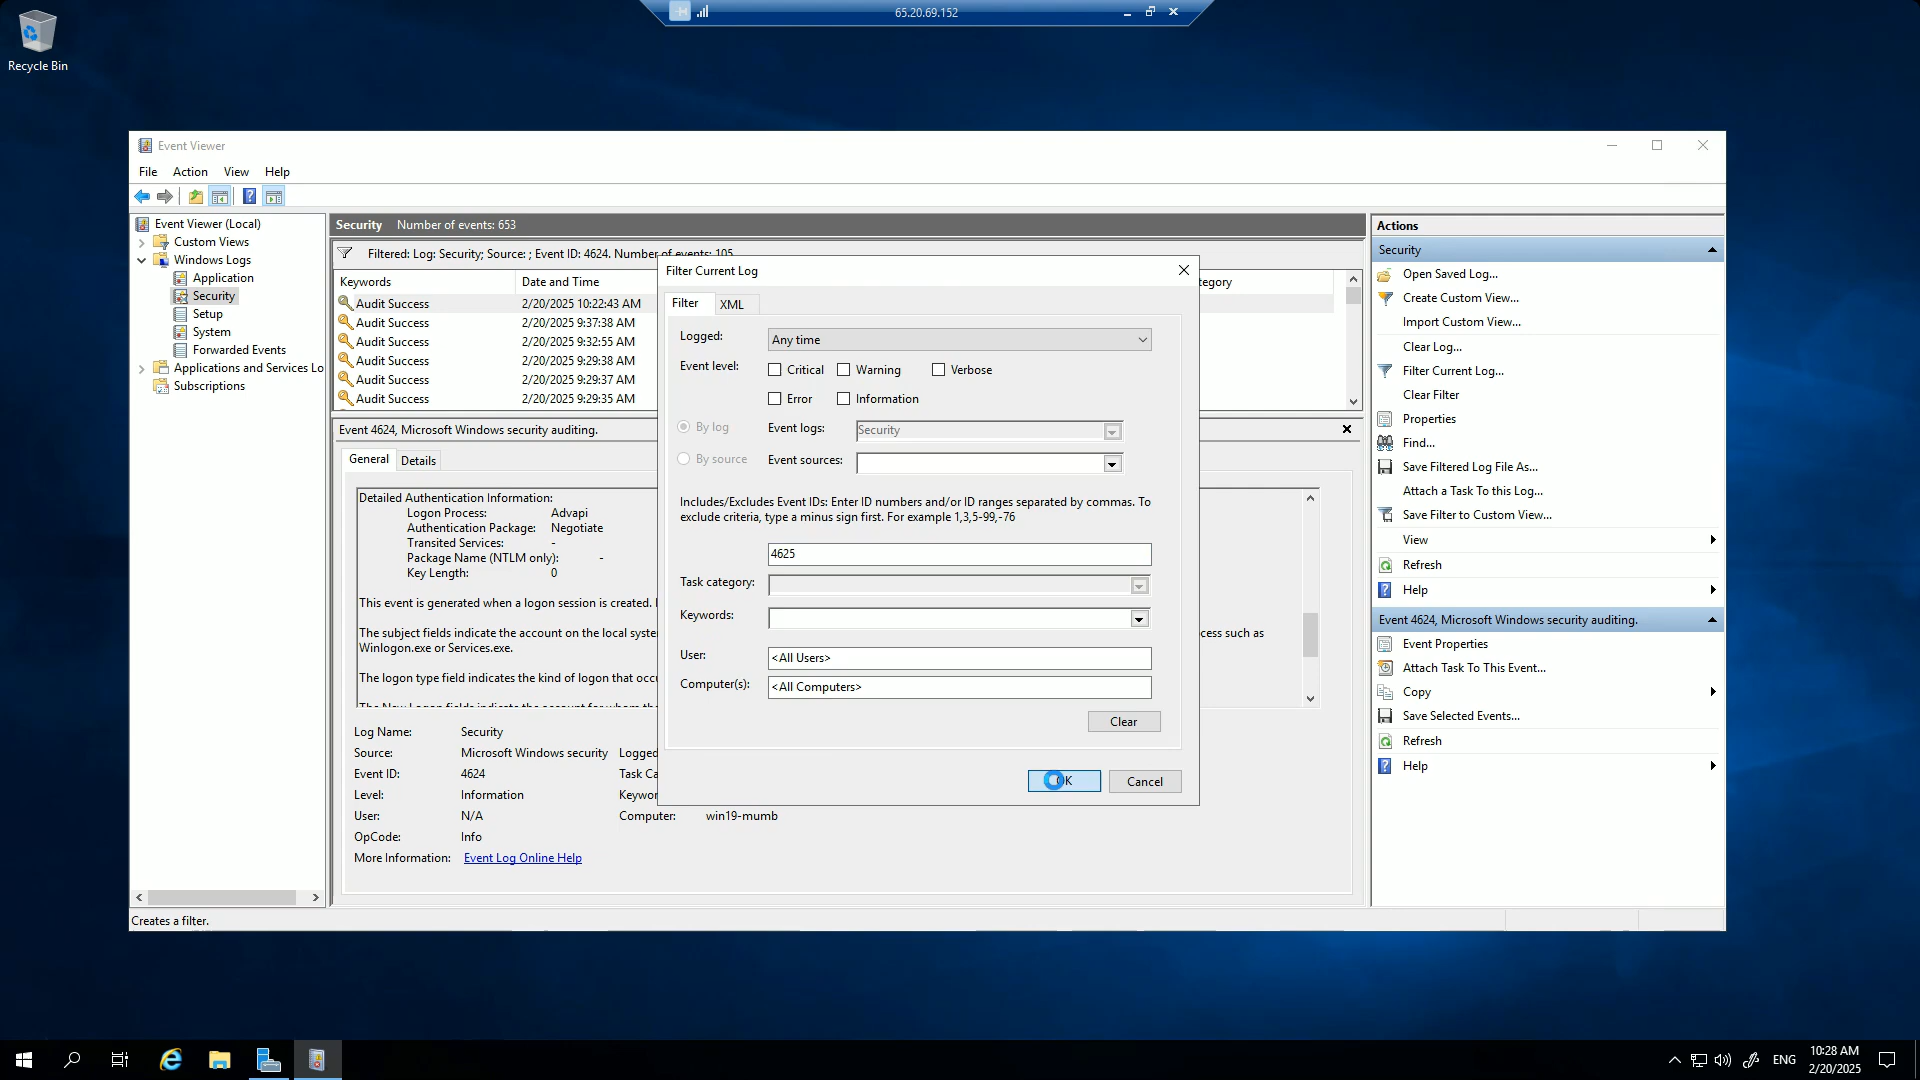 65.20.69.152
Recycle Bin
Event Viewer
File Action View Help
Event Viewer (Local)
Custom Views
Windows Logs
Application
Security
Setup
System
Forwarded Events
Applications and Services Lo
Subscriptions
Security Number of events: 653
Filtered: Log: Security; Source: ; Event ID: 4624. Number of events: 105
Keywords Date and Time
tegory
Audit Success 2/20/2025 10:22:43 AM
Audit Success 2/20/2025 9:37:38 AM
Audit Success 2/20/2025 9:32:55 AM
Audit Success 2/20/2025 9:29:38 AM
Audit Success 2/20/2025 9:29:37 AM
Audit Success 2/20/2025 9:29:35 AM
Event 4624, Microsoft Windows security auditing.
General Details
Detailed Authentication Information:
Logon Process: Advapi
Authentication Package: Negotiate
Transited Services: -
Package Name (NTLM only): -
Key Length: 0
This event is generated when a logon session is created.
The subject fields indicate the account on the local syste
cess such as
Winlogon.exe or Services.exe.
The logon type field indicates the kind of logon that occu
Log Name: Security
Source: Microsoft Windows security Logged
Event ID: 4624 Task Ca
Level: Information Keywor
User: N/A Computer: win19-mumb
OpCode: Info
More Information: Event Log Online Help
Creates a filter.
Filter Current Log
Filter XML
Logged: Any time
Event level: Critical Warning Verbose
Error Information
By log Event logs: Security
By source Event sources:
Includes/Excludes Event IDs: Enter ID numbers and/or ID ranges separated by commas. To
exclude criteria, type a minus sign first. For example 1,3,5-99,-76
4625
Task category:
Keywords:
User: <All Users>
Computer(s): <All Computers>
Clear
OK Cancel
Actions
Security
Open Saved Log...
Create Custom View...
Import Custom View...
Clear Log...
Filter Current Log...
Clear Filter
Properties
Find...
Save Filtered Log File As...
Attach a Task To this Log...
Save Filter to Custom View...
View
Refresh
Help
Event 4624, Microsoft Windows security auditing.
Event Properties
Attach Task To This Event...
Copy
Save Selected Events...
Refresh
Help
ENG
10:28 AM
2/20/2025